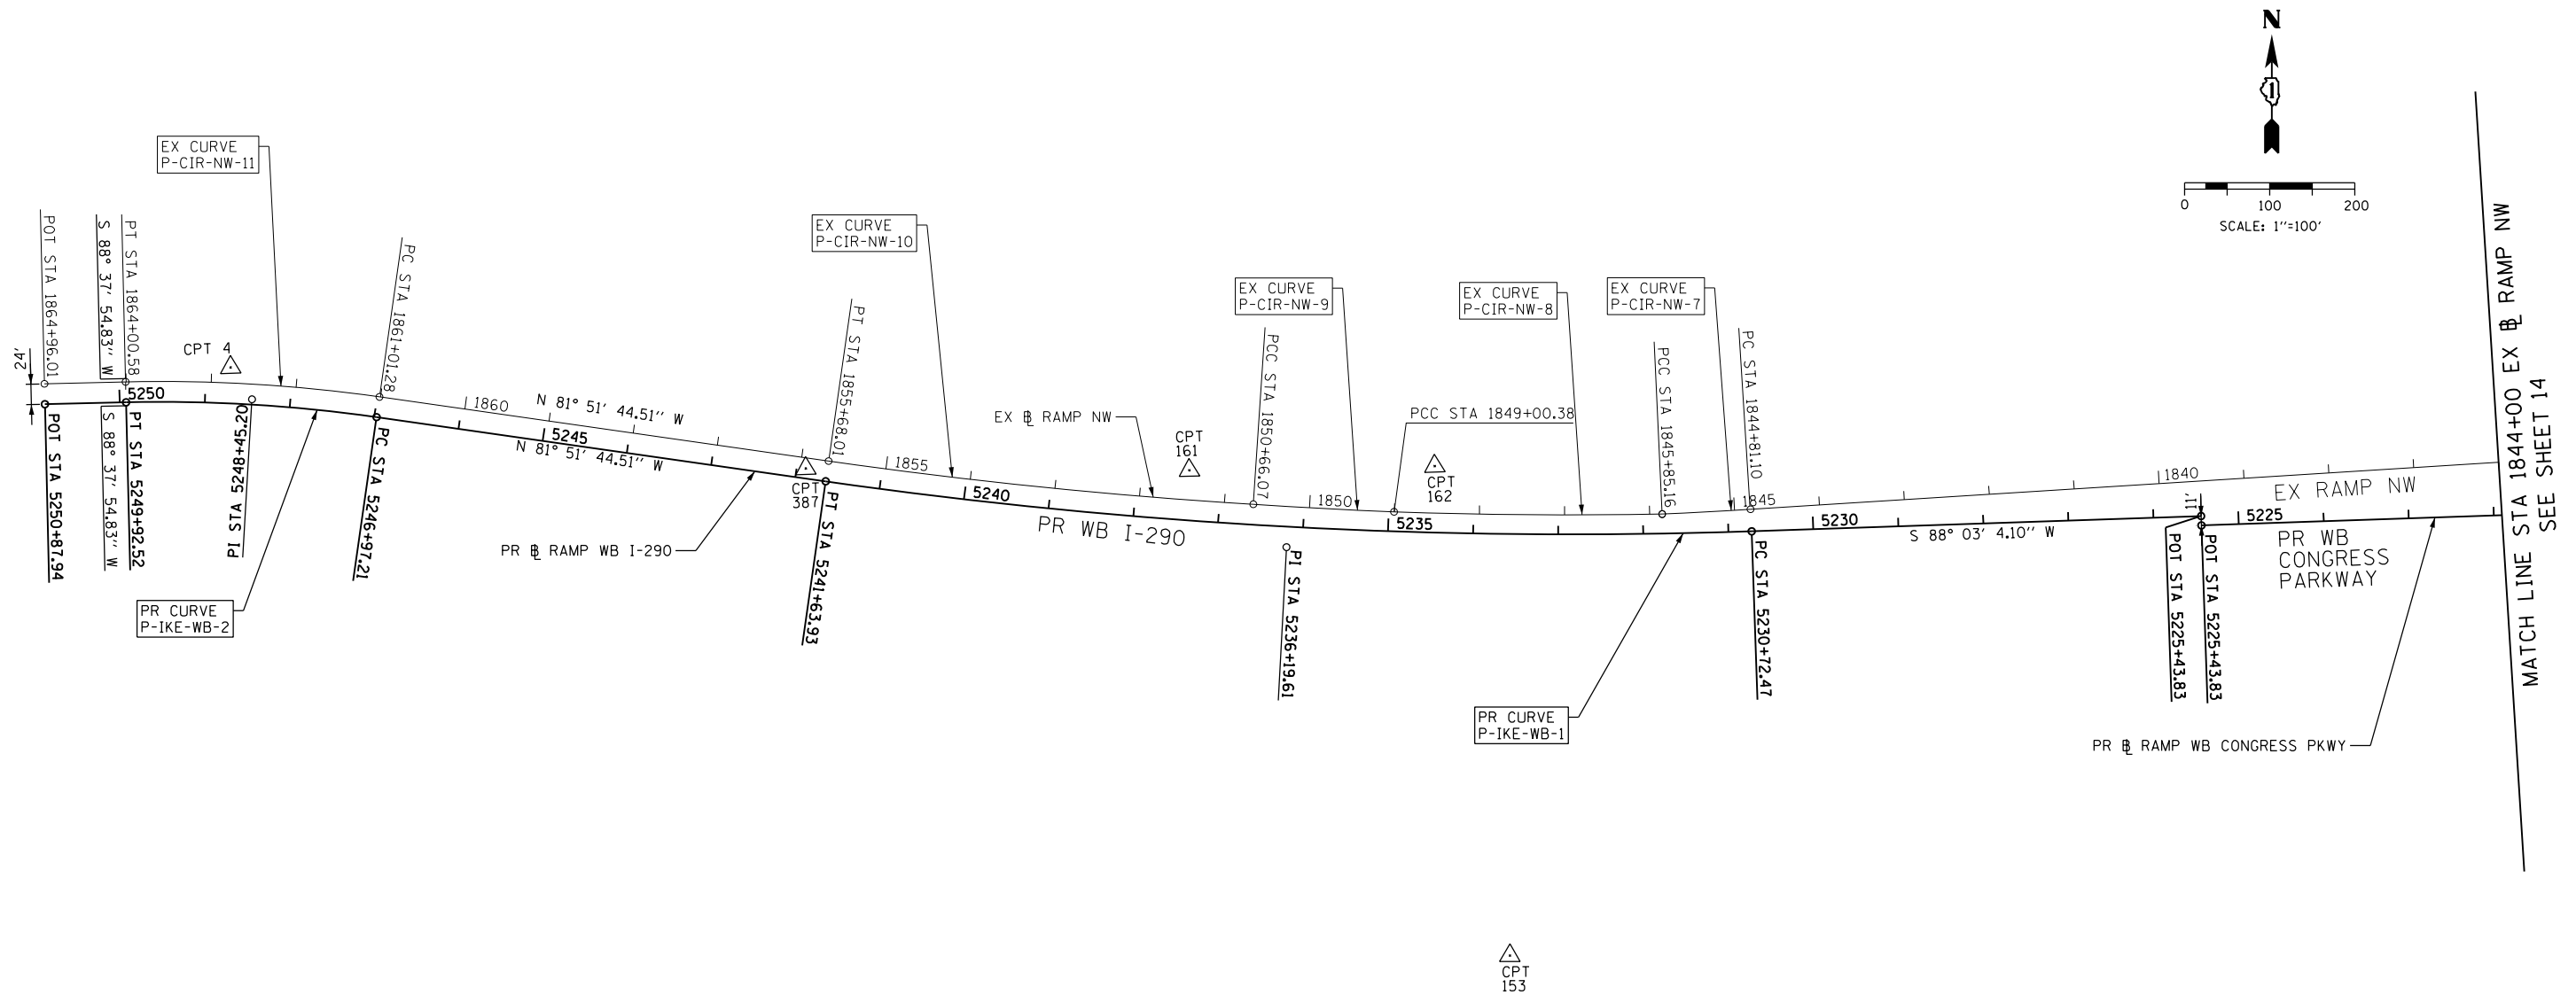 N
1
0 100 200
SCALE: 1''=100'
EX CURVE
P-CIR-NW-11
EX CURVE
P-CIR-NW-10
EX CURVE
P-CIR-NW-9
EX CURVE
P-CIR-NW-8
EX CURVE
P-CIR-NW-7
POT STA 1864+96.01
S 88° 37' 54.83'' W
PT STA 1864+00.58
PC STA 1861+01.28
PT STA 1855+68.01
PCC STA 1850+66.07
PCC STA 1849+00.38
PCC STA 1845+85.16
PC STA 1844+81.10
24'
CPT 4
1860
N 81° 51' 44.51'' W
EX BL RAMP NW
CPT
161
CPT
162
1855
1850
1845
1840
EX RAMP NW
11'
5250
5245
N 81° 51' 44.51'' W
CPT
387
5240
PR WB I-290
5235
5230
S 88° 03' 4.10'' W
5225
PR WB
CONGRESS
PARKWAY
POT STA 5250+87.94
S 88° 37' 54.83'' W
PT STA 5249+92.52
PI STA 5248+45.20
PC STA 5246+97.21
PT STA 5241+63.93
PI STA 5236+19.61
PC STA 5230+72.47
POT STA 5225+43.83
POT STA 5225+43.83
PR BL RAMP WB I-290
PR CURVE
P-IKE-WB-2
PR CURVE
P-IKE-WB-1
PR BL RAMP WB CONGRESS PKWY
MATCH LINE STA 1844+00 EX BL RAMP NW
SEE SHEET 14
CPT
153